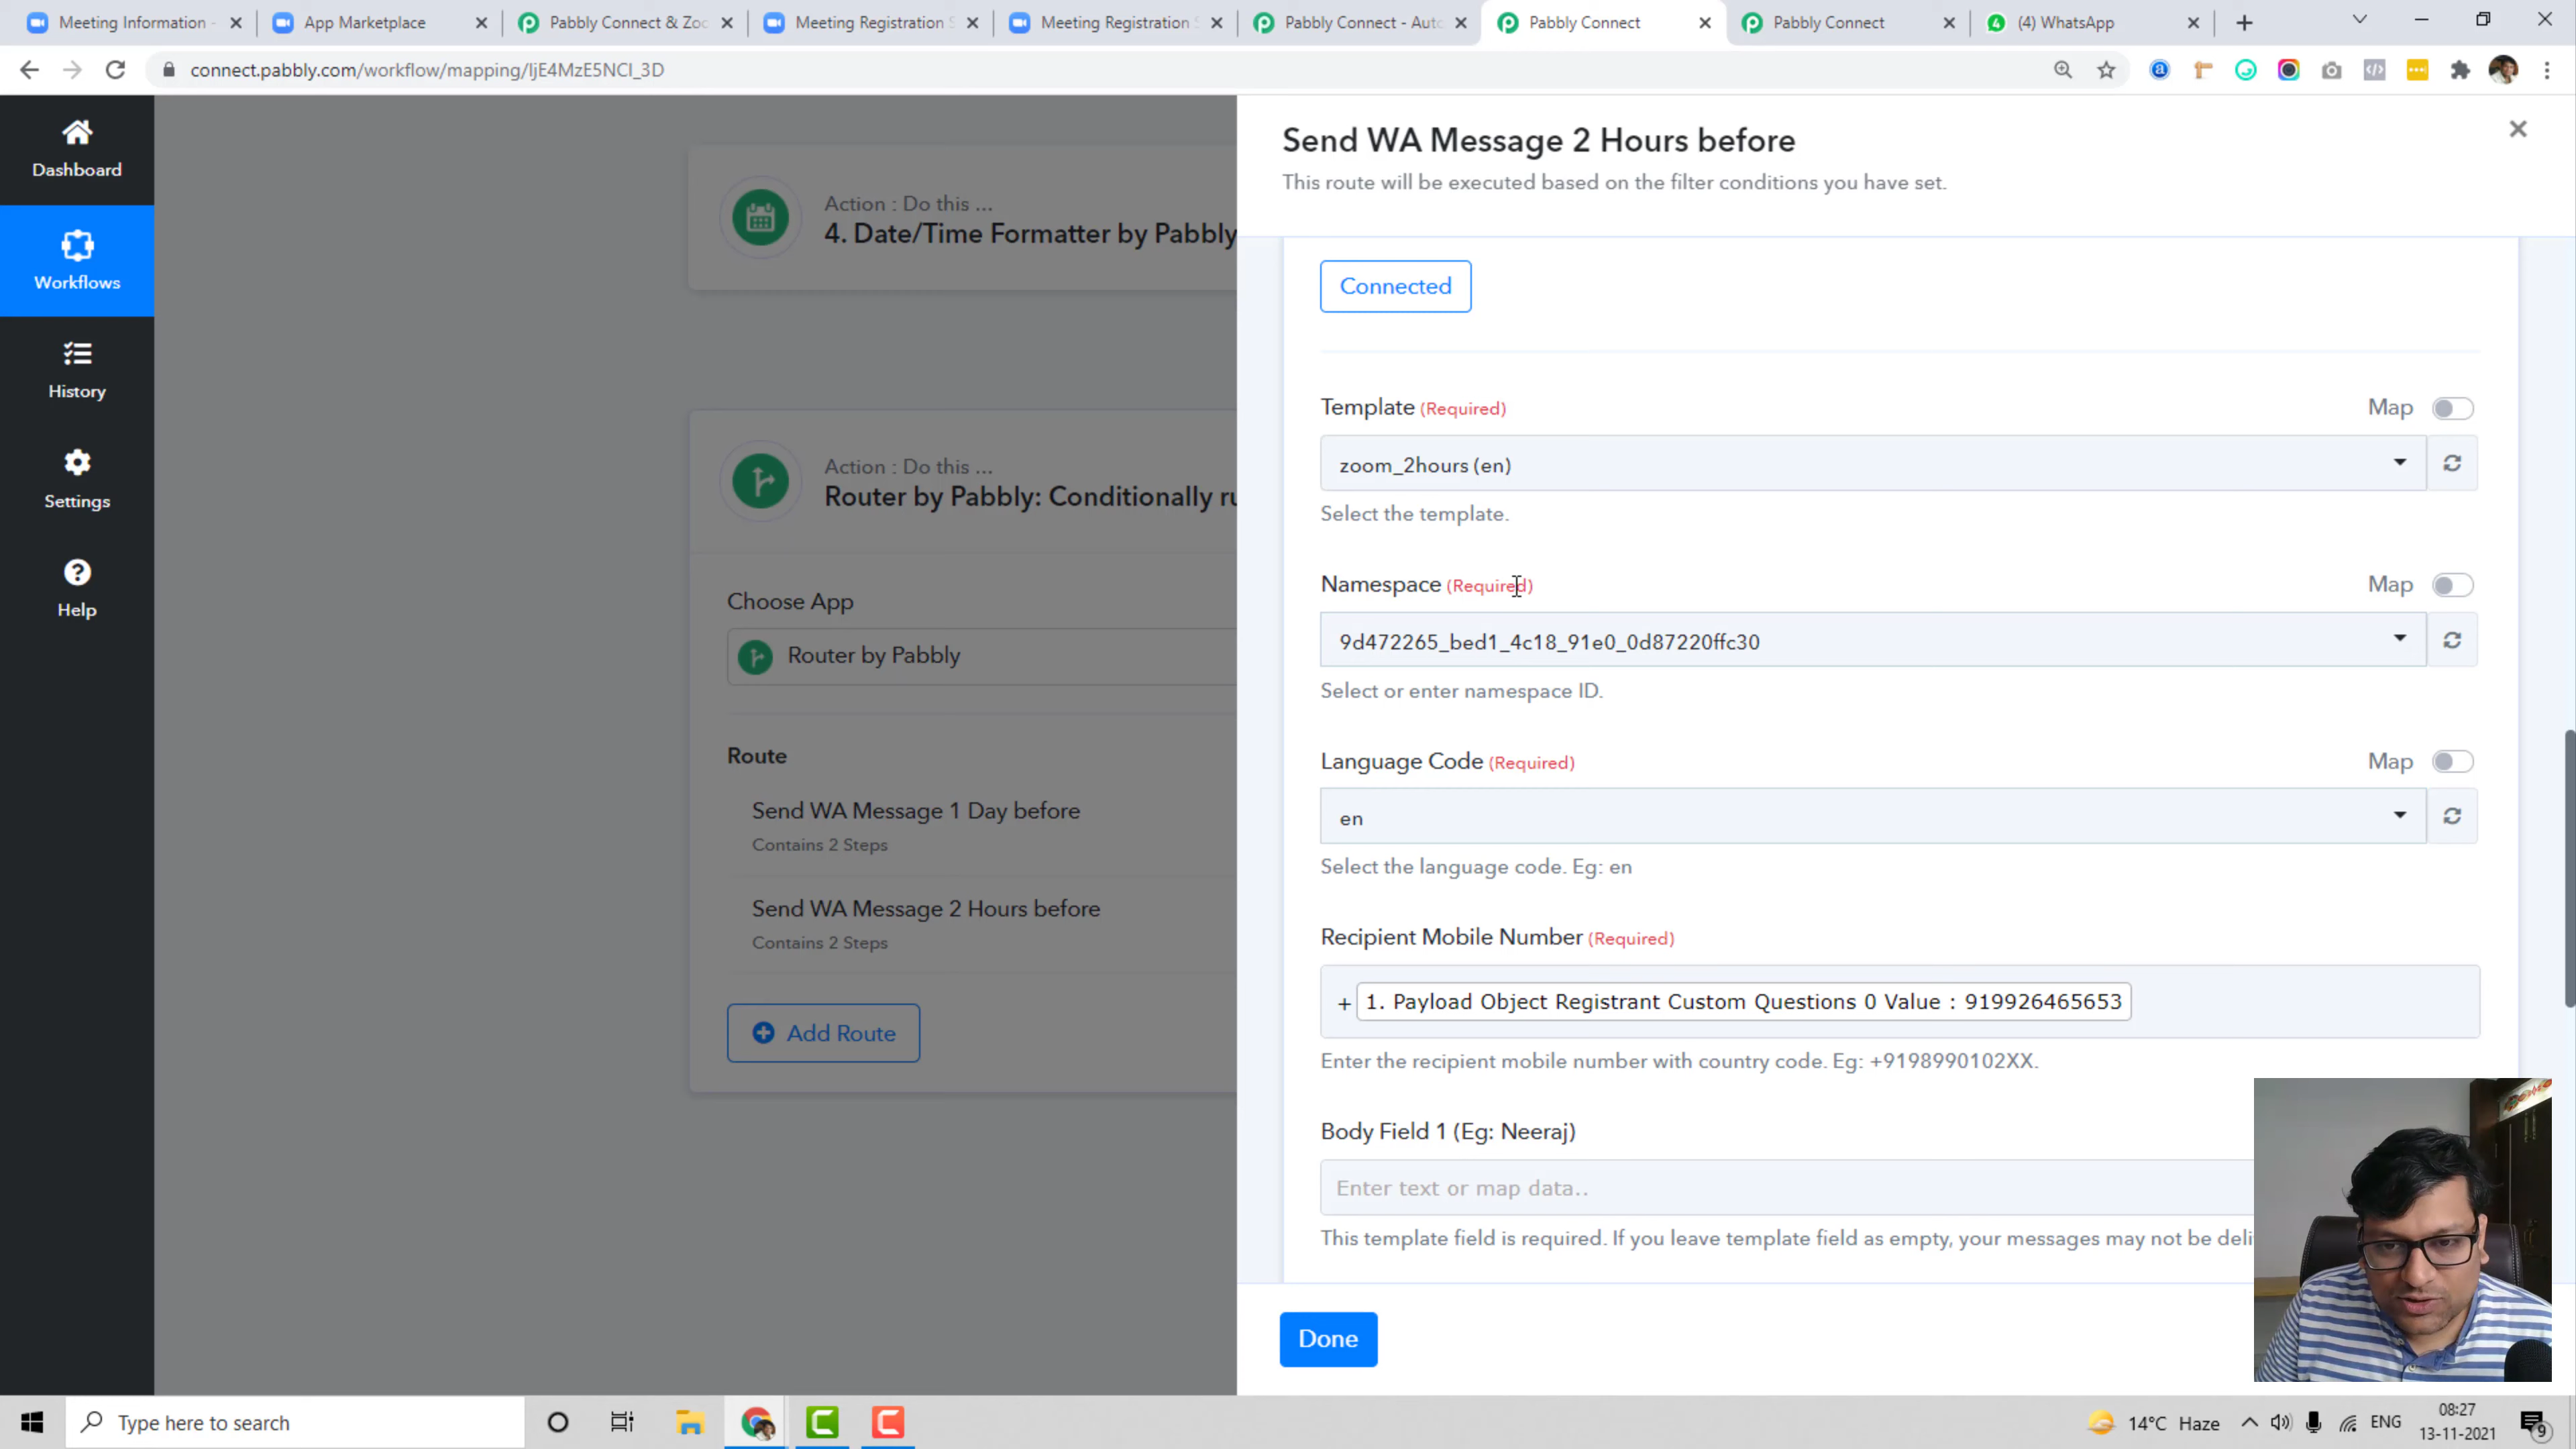 Meeting Information -
App Marketplace
Pabbly Connect & Zoo
Meeting Registration S
Meeting Registration S
Pabbly Connect - Auto
Pabbly Connect
Pabbly Connect
(4) WhatsApp
connect.pabbly.com/workflow/mapping/IjE4MzE5NCI_3D
Dashboard
Workflows
History
Settings
Help
Action : Do this ...
4. Date/Time Formatter by Pabbly
Action : Do this ...
Router by Pabbly: Conditionally ru
Choose App
Router by Pabbly
Route
Send WA Message 1 Day before
Contains 2 Steps
Send WA Message 2 Hours before
Contains 2 Steps
Add Route
Send WA Message 2 Hours before
This route will be executed based on the filter conditions you have set.
Connected
Template (Required)
Map
zoom_2hours (en)
Select the template.
Namespace (Required)
Map
9d472265_bed1_4c18_91e0_0d87220ffc30
Select or enter namespace ID.
Language Code (Required)
Map
en
Select the language code. Eg: en
Recipient Mobile Number (Required)
+ 1. Payload Object Registrant Custom Questions 0 Value : 919926465653
Enter the recipient mobile number with country code. Eg: +9198990102XX.
Body Field 1 (Eg: Neeraj)
Enter text or map data..
This template field is required. If you leave template field as empty, your messages may not be deli
Done
Type here to search
14°C Haze
ENG
08:27
13-11-2021
9